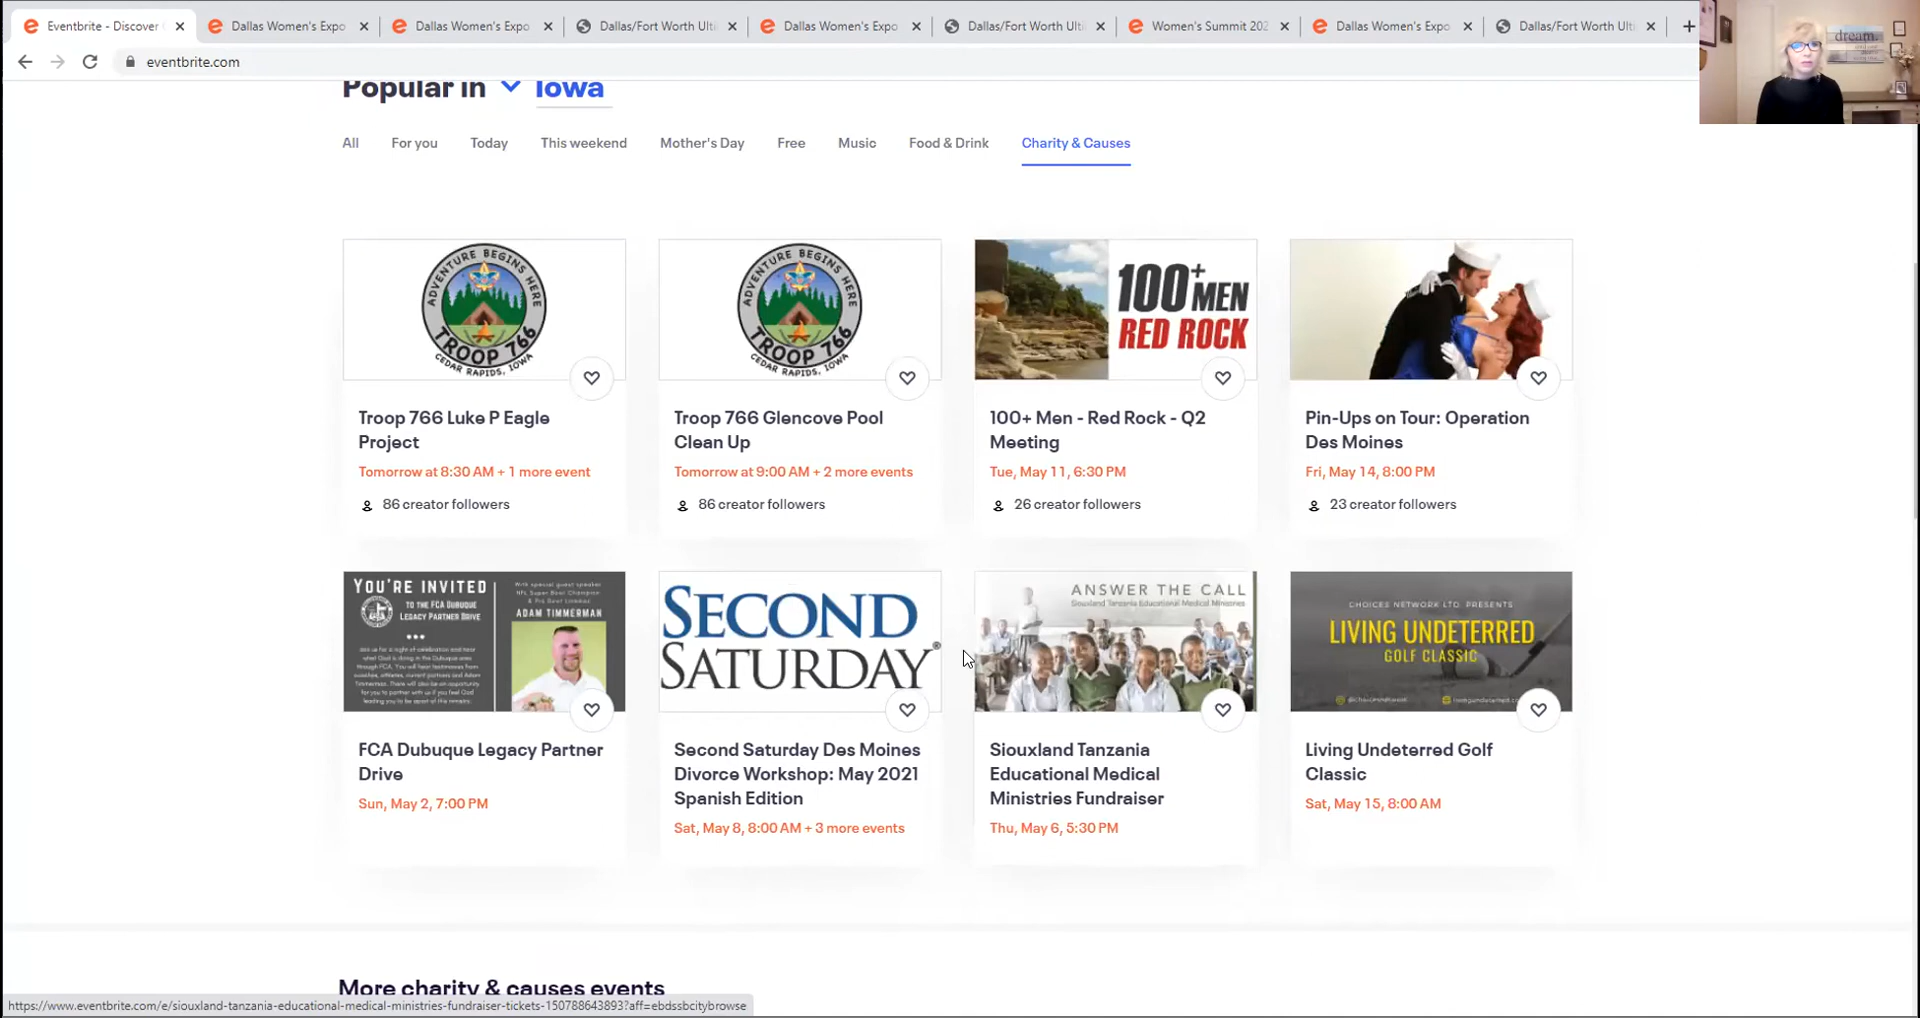 Eventbrite - Discover
Dallas Women's Expo
Dallas Women's Expo
Dallas/Fort Worth Ulti
Dallas Women's Expo
Dallas/Fort Worth Ulti
Women's Summit 202
Dallas Women's Expo
Dallas/Fort Worth Ulti
eventbrite.com
dream.
Popular in Iowa
All For you Today This weekend Mother's Day Free Music Food & Drink Charity & Causes
ADVENTURE BEGINS HERE
TROOP 766
CEDAR RAPIDS, IOWA
ADVENTURE BEGINS HERE
TROOP 766
CEDAR RAPIDS, IOWA
100+ MEN
RED ROCK
Troop 766 Luke P Eagle
Project
Tomorrow at 8:30 AM + 1 more event
86 creator followers
Troop 766 Glencove Pool
Clean Up
Tomorrow at 9:00 AM + 2 more events
86 creator followers
100+ Men - Red Rock - Q2
Meeting
Tue, May 11, 6:30 PM
26 creator followers
Pin-Ups on Tour: Operation
Des Moines
Fri, May 14, 8:00 PM
23 creator followers
YOU'RE INVITED
TO THE FCA DUBUQUE
LEGACY PARTNER DRIVE
With special guest speaker
ADAM TIMMERMAN
SECOND
SATURDAY®
ANSWER THE CALL
Siouxland Tanzania Educational Medical Ministries
CHOICES NETWORK LTD. PRESENTS
LIVING UNDETERRED
GOLF CLASSIC
FCA Dubuque Legacy Partner
Drive
Sun, May 2, 7:00 PM
Second Saturday Des Moines
Divorce Workshop: May 2021
Spanish Edition
Sat, May 8, 8:00 AM + 3 more events
Siouxland Tanzania
Educational Medical
Ministries Fundraiser
Thu, May 6, 5:30 PM
Living Undeterred Golf
Classic
Sat, May 15, 8:00 AM
More charity & causes events
https://www.eventbrite.com/e/siouxland-tanzania-educational-medical-ministries-fundraiser-tickets-150788643893?aff=ebdssbcitybrowse